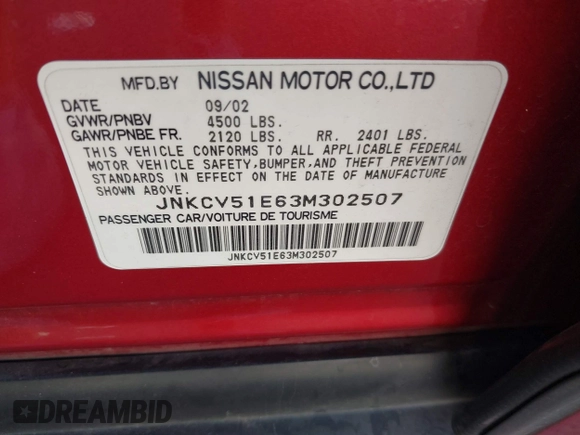 MFD.BY NISSAN MOTOR CO.,LTD
DATE 09/02
GVWR/PNBV 4500 LBS.
GAWR/PNBE FR. 2120 LBS. RR. 2401 LBS.
THIS VEHICLE CONFORMS TO ALL APPLICABLE FEDERAL
MOTOR VEHICLE SAFETY,BUMPER,AND THEFT PREVENTION
STANDARDS IN EFFECT ON THE DATE OF MANUFACTURE
SHOWN ABOVE.
JNKCV51E63M302507
PASSENGER CAR/VOITURE DE TOURISME
JNKCV51E63M302507
DREAMBID